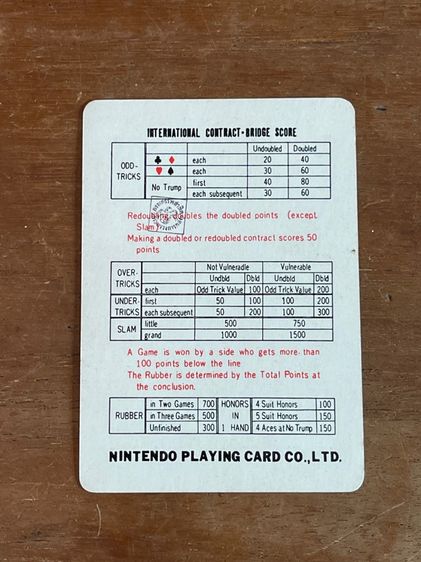 INTERNATIONAL CONTRACT-BRIDGE SCORE
Undoubled Doubled
ODD-TRICKS ♣ ♦ each 20 40
♥ ♠ each 30 60
No Trump first 40 80
each subsequent 30 60
Redoubling doubles the doubled points (except
Slam)
Making a doubled or redoubled contract scores 50
points
Not Vulneradle Vulnerable
OVER-TRICKS Undbld Dbld Undbld Dbld
each Odd Trick Value 100 Odd Trick Value 200
UNDER-TRICKS first 50 100 100 200
each subsequent 50 200 100 300
SLAM little 500 750
grand 1000 1500
A Game is won by a side who gets more than
100 points below the line
The Rubber is determined by the Total Points at
the conclusion.
RUBBER in Two Games 700 HONORS 4 Suit Honors 100
in Three Games 500 IN 5 Suit Honors 150
Unfinished 300 1 HAND 4 Aces at No Trump 150
NINTENDO PLAYING CARD CO., LTD.